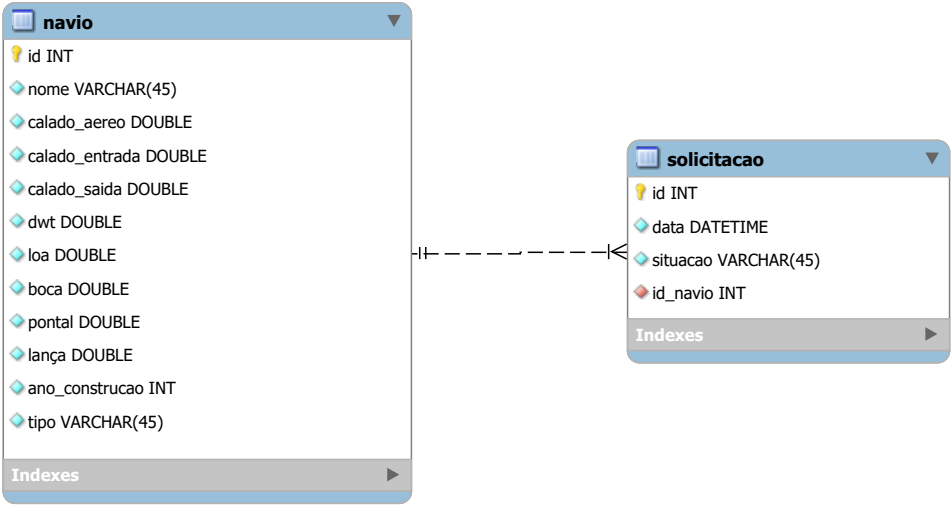 navio
id INT
nome VARCHAR(45)
calado_aereo DOUBLE
calado_entrada DOUBLE
calado_saida DOUBLE
dwt DOUBLE
loa DOUBLE
boca DOUBLE
pontal DOUBLE
lança DOUBLE
ano_construcao INT
tipo VARCHAR(45)
Indexes
solicitacao
id INT
data DATETIME
situacao VARCHAR(45)
id_navio INT
Indexes